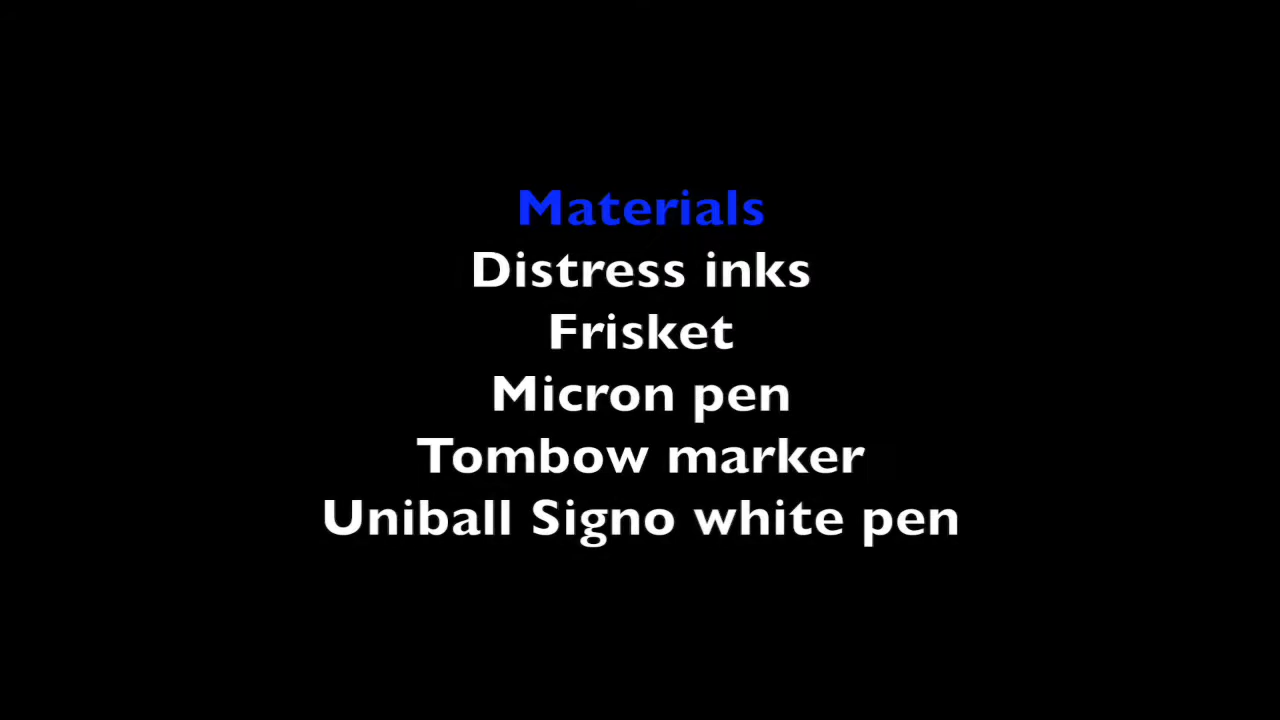 Materials
Distress inks
Frisket
Micron pen
Tombow marker
Uniball Signo white pen